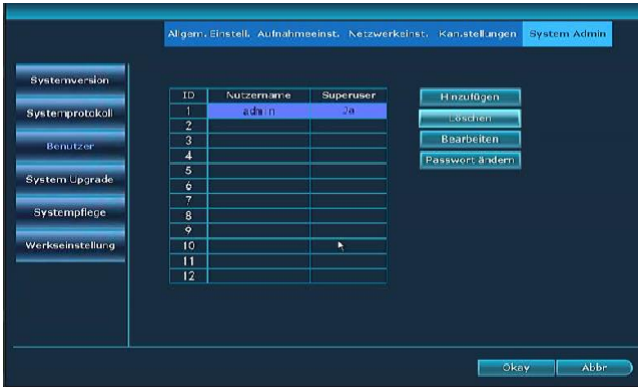 Allgem. Einstell. Aufnahmeeinst. Netzwerkeinst. Kan.stellungen System Admin
Systemversion
Systemprotokoll
Benutzer
System Upgrade
Systempflege
Werkseinstellung
ID Nutzername Superuser
1 admin Ja
2
3
4
5
6
7
8
9
10
11
12
Hinzufügen
Löschen
Bearbeiten
Passwort ändern
Okay Abbr